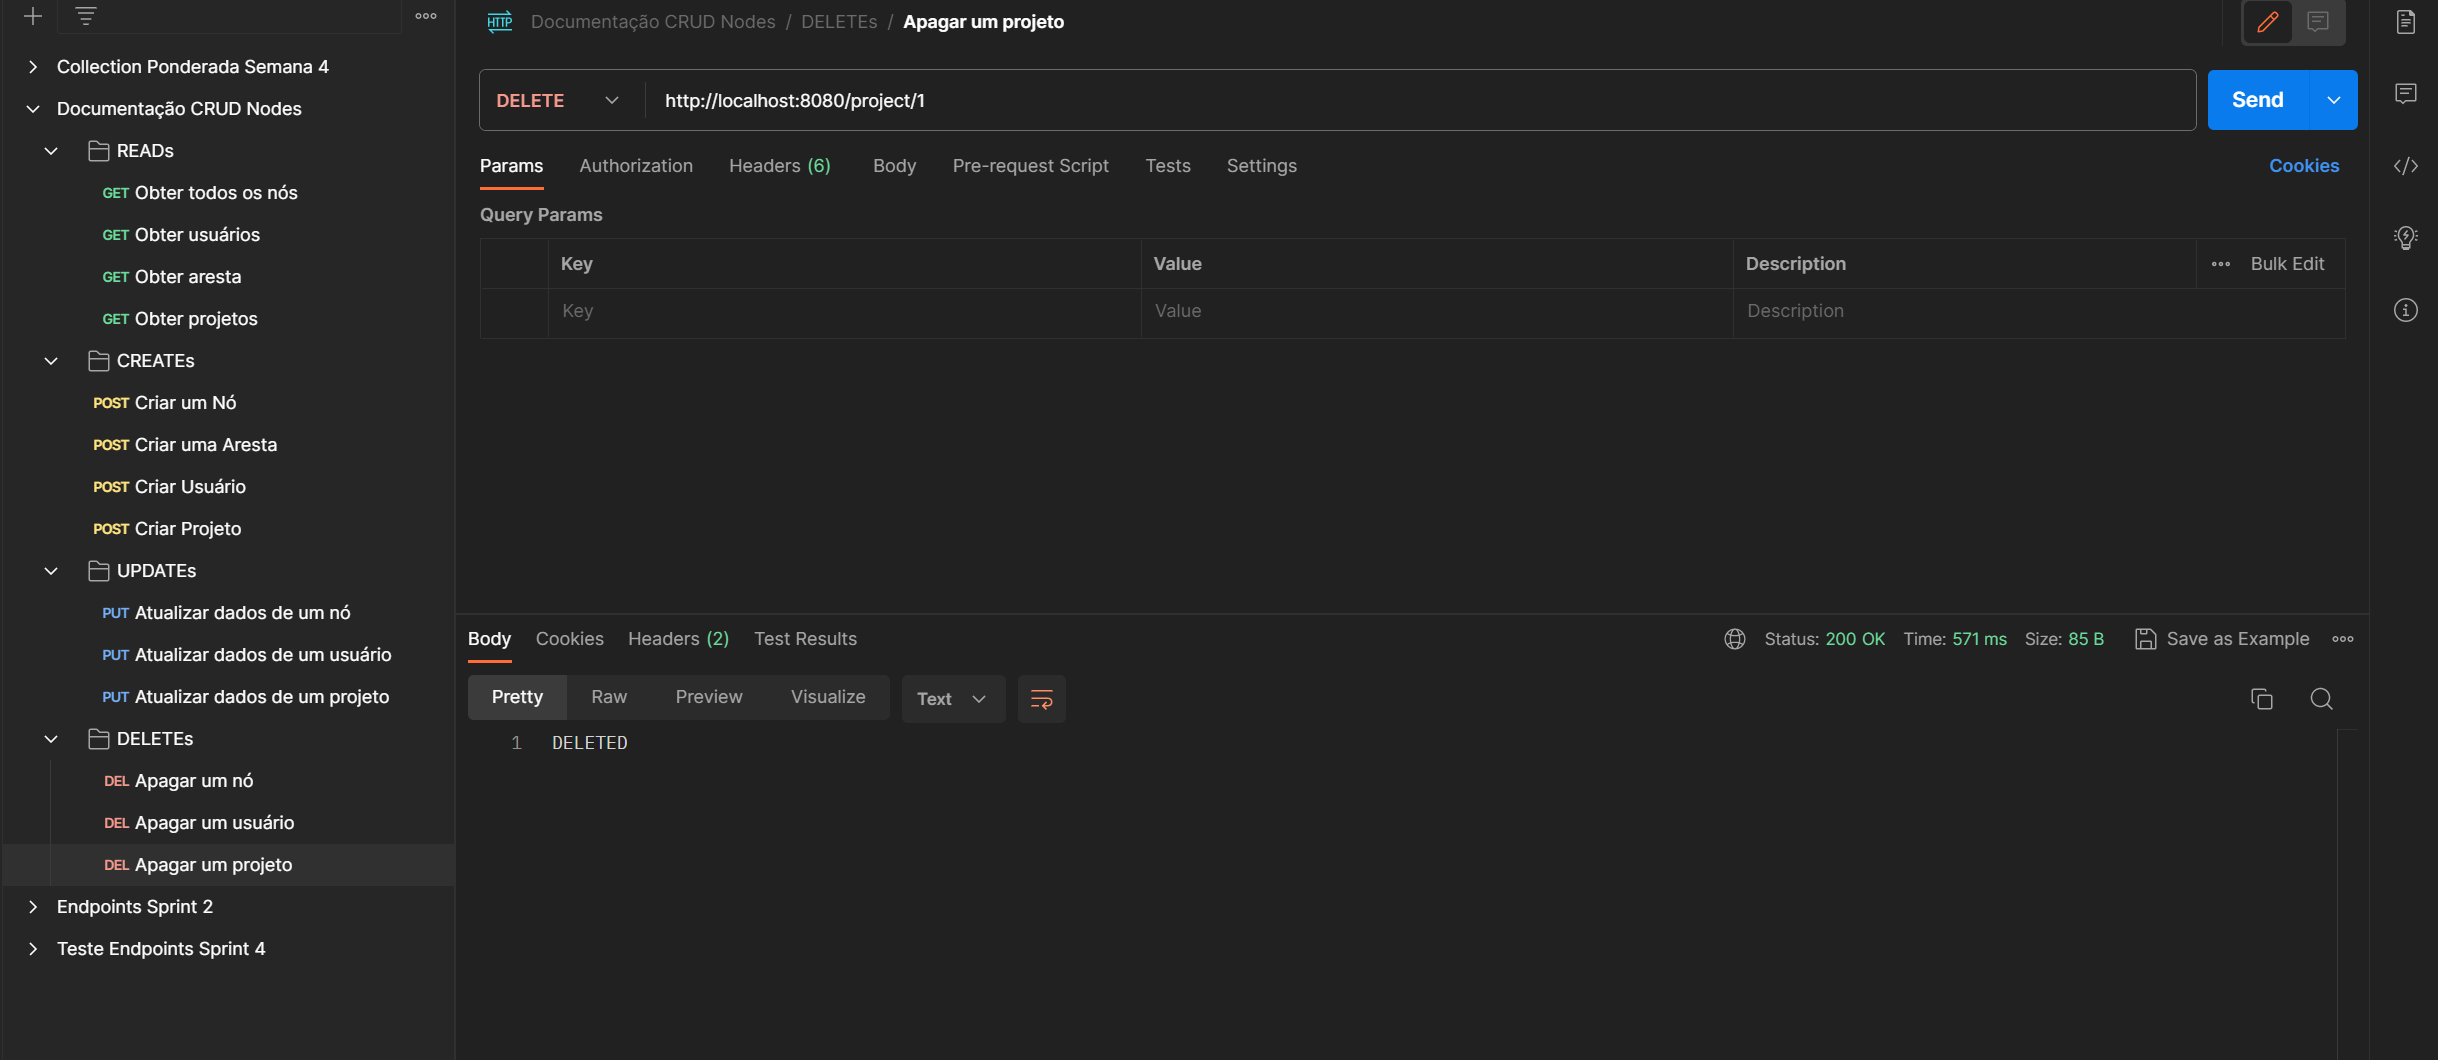 Collection Ponderada Semana 4
Documentação CRUD Nodes
READs
GET Obter todos os nós
GET Obter usuários
GET Obter aresta
GET Obter projetos
CREATEs
POST Criar um Nó
POST Criar uma Aresta
POST Criar Usuário
POST Criar Projeto
UPDATEs
PUT Atualizar dados de um nó
PUT Atualizar dados de um usuário
PUT Atualizar dados de um projeto
DELETEs
DEL Apagar um nó
DEL Apagar um usuário
DEL Apagar um projeto
Endpoints Sprint 2
Teste Endpoints Sprint 4
HTTP Documentação CRUD Nodes / DELETEs / Apagar um projeto
DELETE http://localhost:8080/project/1 Send
Params Authorization Headers (6) Body Pre-request Script Tests Settings Cookies
Query Params
Key Value Description Bulk Edit
Key Value Description
Body Cookies Headers (2) Test Results Status: 200 OK Time: 571 ms Size: 85 B Save as Example
Pretty Raw Preview Visualize Text
1 DELETED